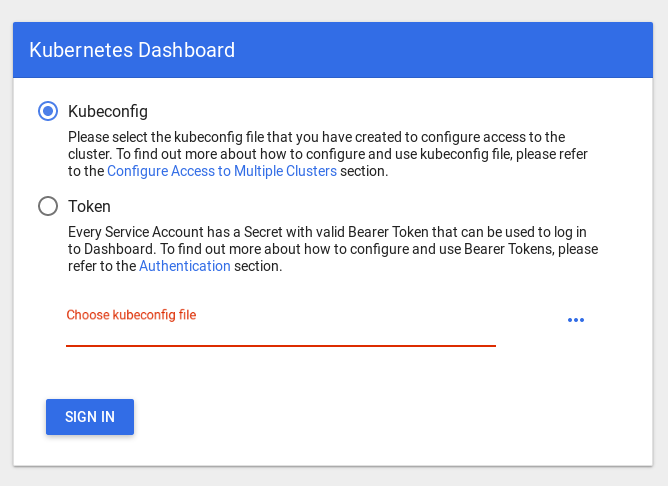 Kubernetes Dashboard
Kubeconfig
Please select the kubeconfig file that you have created to configure access to the
cluster. To find out more about how to configure and use kubeconfig file, please refer
to the Configure Access to Multiple Clusters section.
Token
Every Service Account has a Secret with valid Bearer Token that can be used to log in
to Dashboard. To find out more about how to configure and use Bearer Tokens, please
refer to the Authentication section.
Choose kubeconfig file
SIGN IN